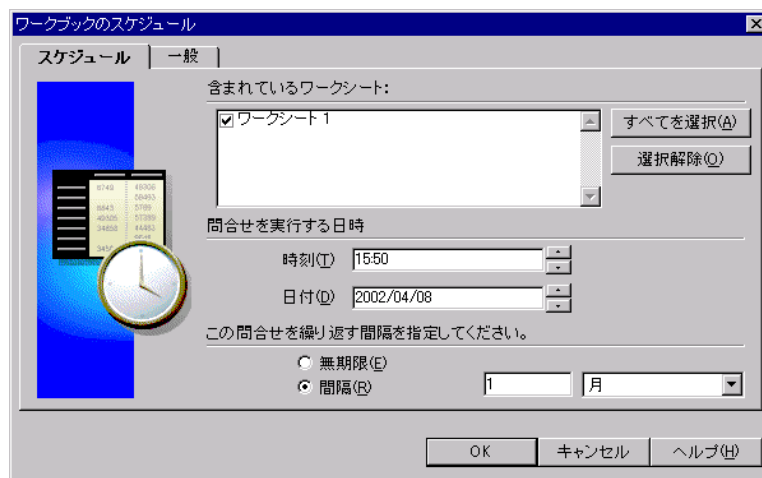 ワークブックのスケジュール
スケジュール 一般
含まれているワークシート:
ワークシート 1
すべてを選択(A)
選択解除(O)
問合せを実行する日時
時刻(T) 15:50
日付(D) 2002/04/08
この問合せを繰り返す間隔を指定してください。
無期限(E)
間隔(R) 1 月
OK キャンセル ヘルプ(H)